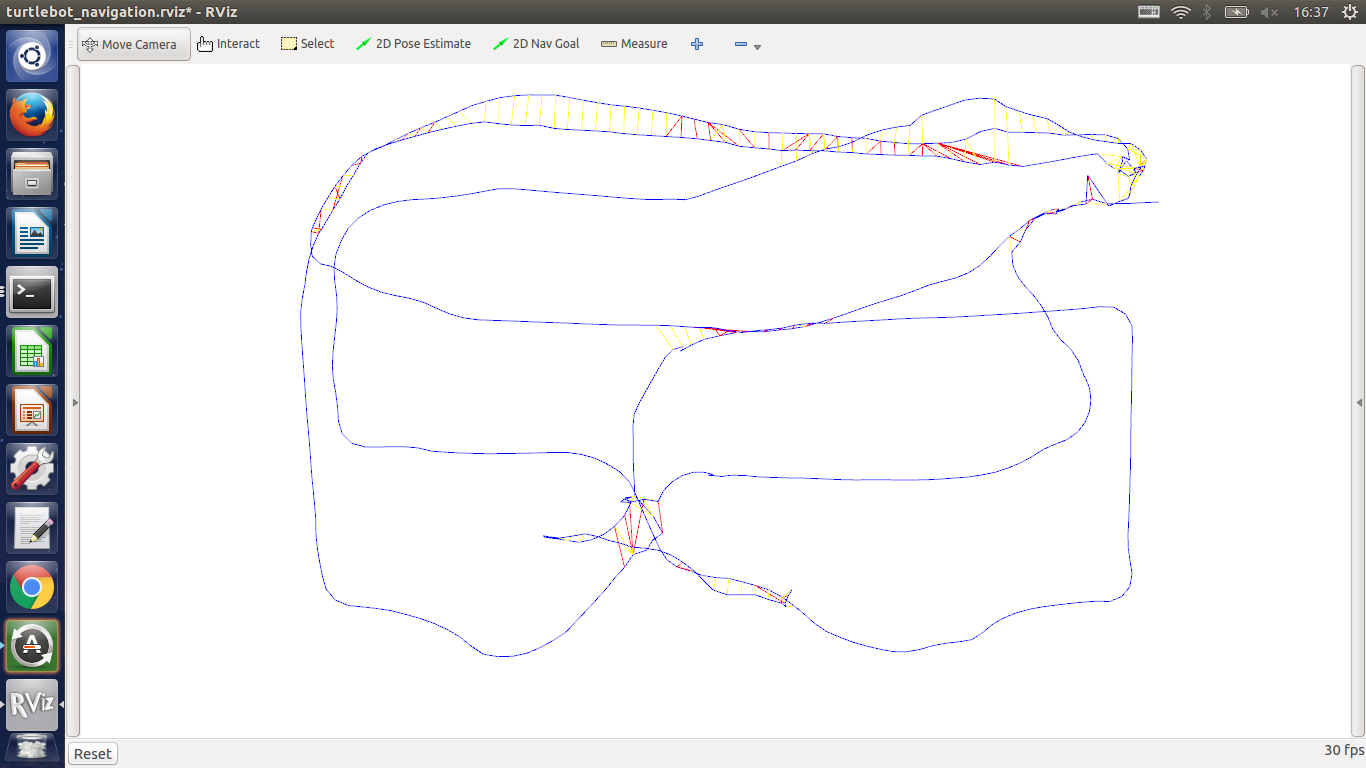 turtlebot_navigation.rviz* - RViz
16:37
Move Camera
Interact
Select
2D Pose Estimate
2D Nav Goal
Measure
RViz
Reset
30 fps